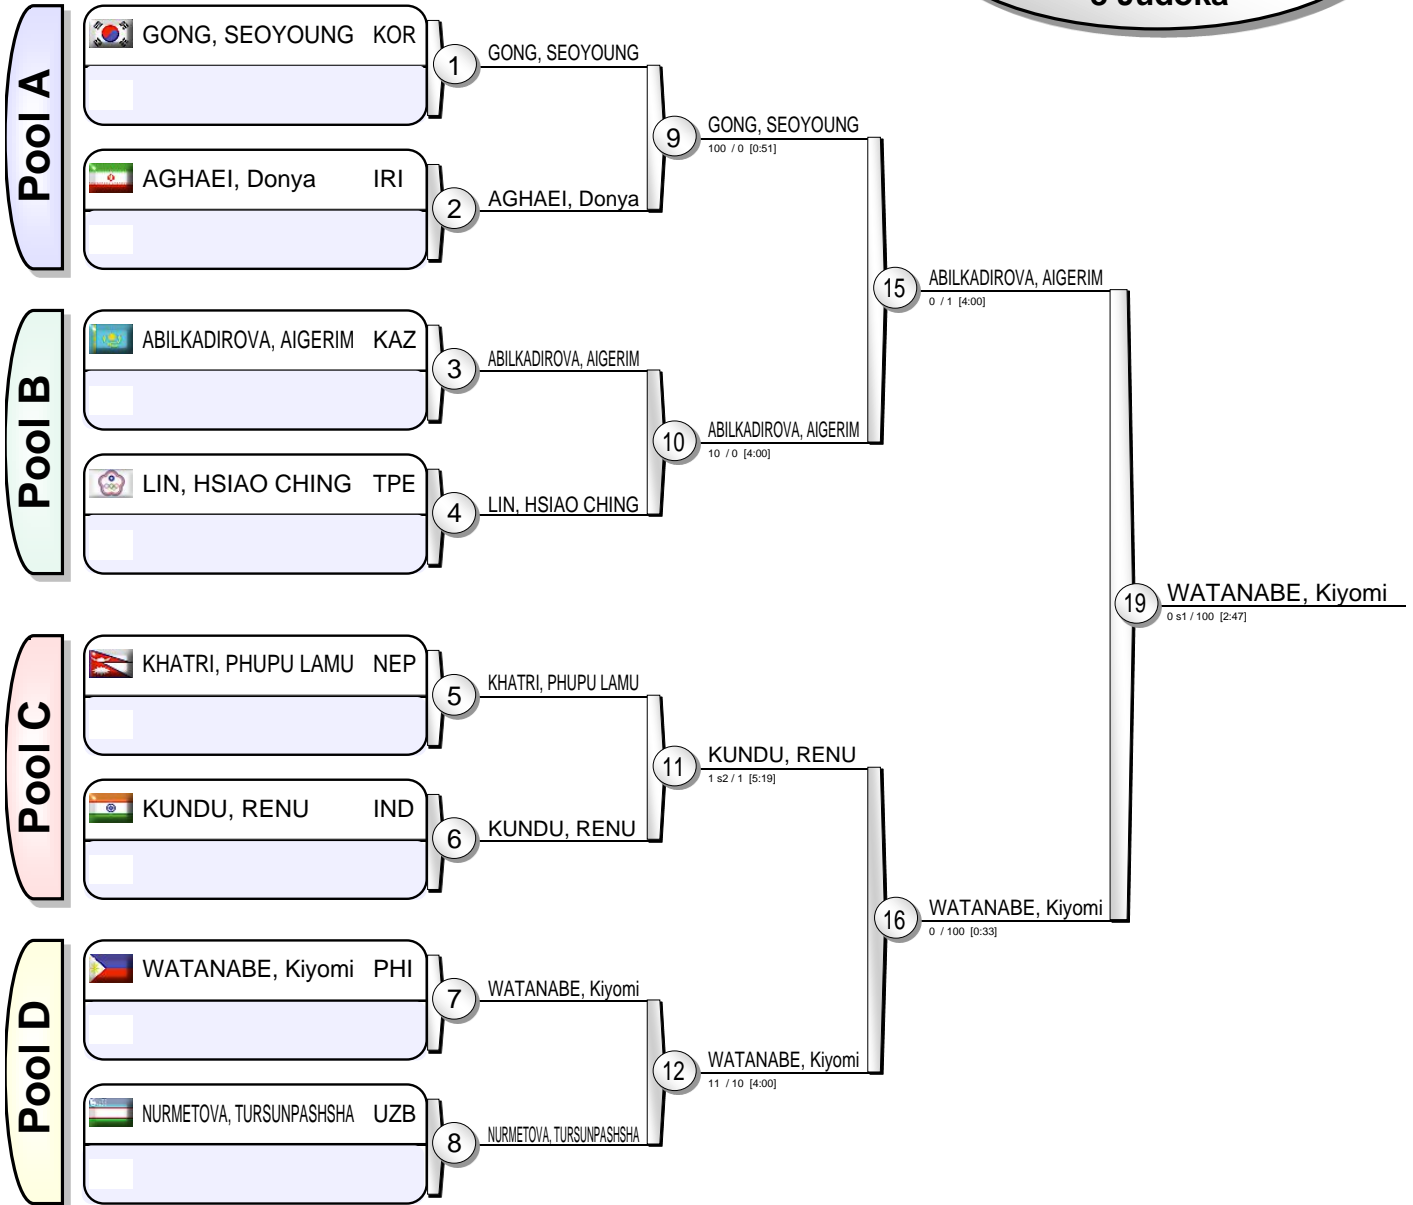 8 Judoka
Pool A
GONG, SEOYOUNG KOR
1
GONG, SEOYOUNG
AGHAEI, Donya IRI
2
AGHAEI, Donya
9
GONG, SEOYOUNG
100 / 0 [0:51]
Pool B
ABILKADIROVA, AIGERIM KAZ
3
ABILKADIROVA, AIGERIM
LIN, HSIAO CHING TPE
4
LIN, HSIAO CHING
10
ABILKADIROVA, AIGERIM
10 / 0 [4:00]
15
ABILKADIROVA, AIGERIM
0 / 1 [4:00]
Pool C
KHATRI, PHUPU LAMU NEP
5
KHATRI, PHUPU LAMU
KUNDU, RENU IND
6
KUNDU, RENU
11
KUNDU, RENU
1 s2 / 1 [5:19]
Pool D
WATANABE, Kiyomi PHI
7
WATANABE, Kiyomi
NURMETOVA, TURSUNPASHSHA UZB
8
NURMETOVA, TURSUNPASHSHA
12
WATANABE, Kiyomi
11 / 10 [4:00]
16
WATANABE, Kiyomi
0 / 100 [0:33]
19
WATANABE, Kiyomi
0 s1 / 100 [2:47]